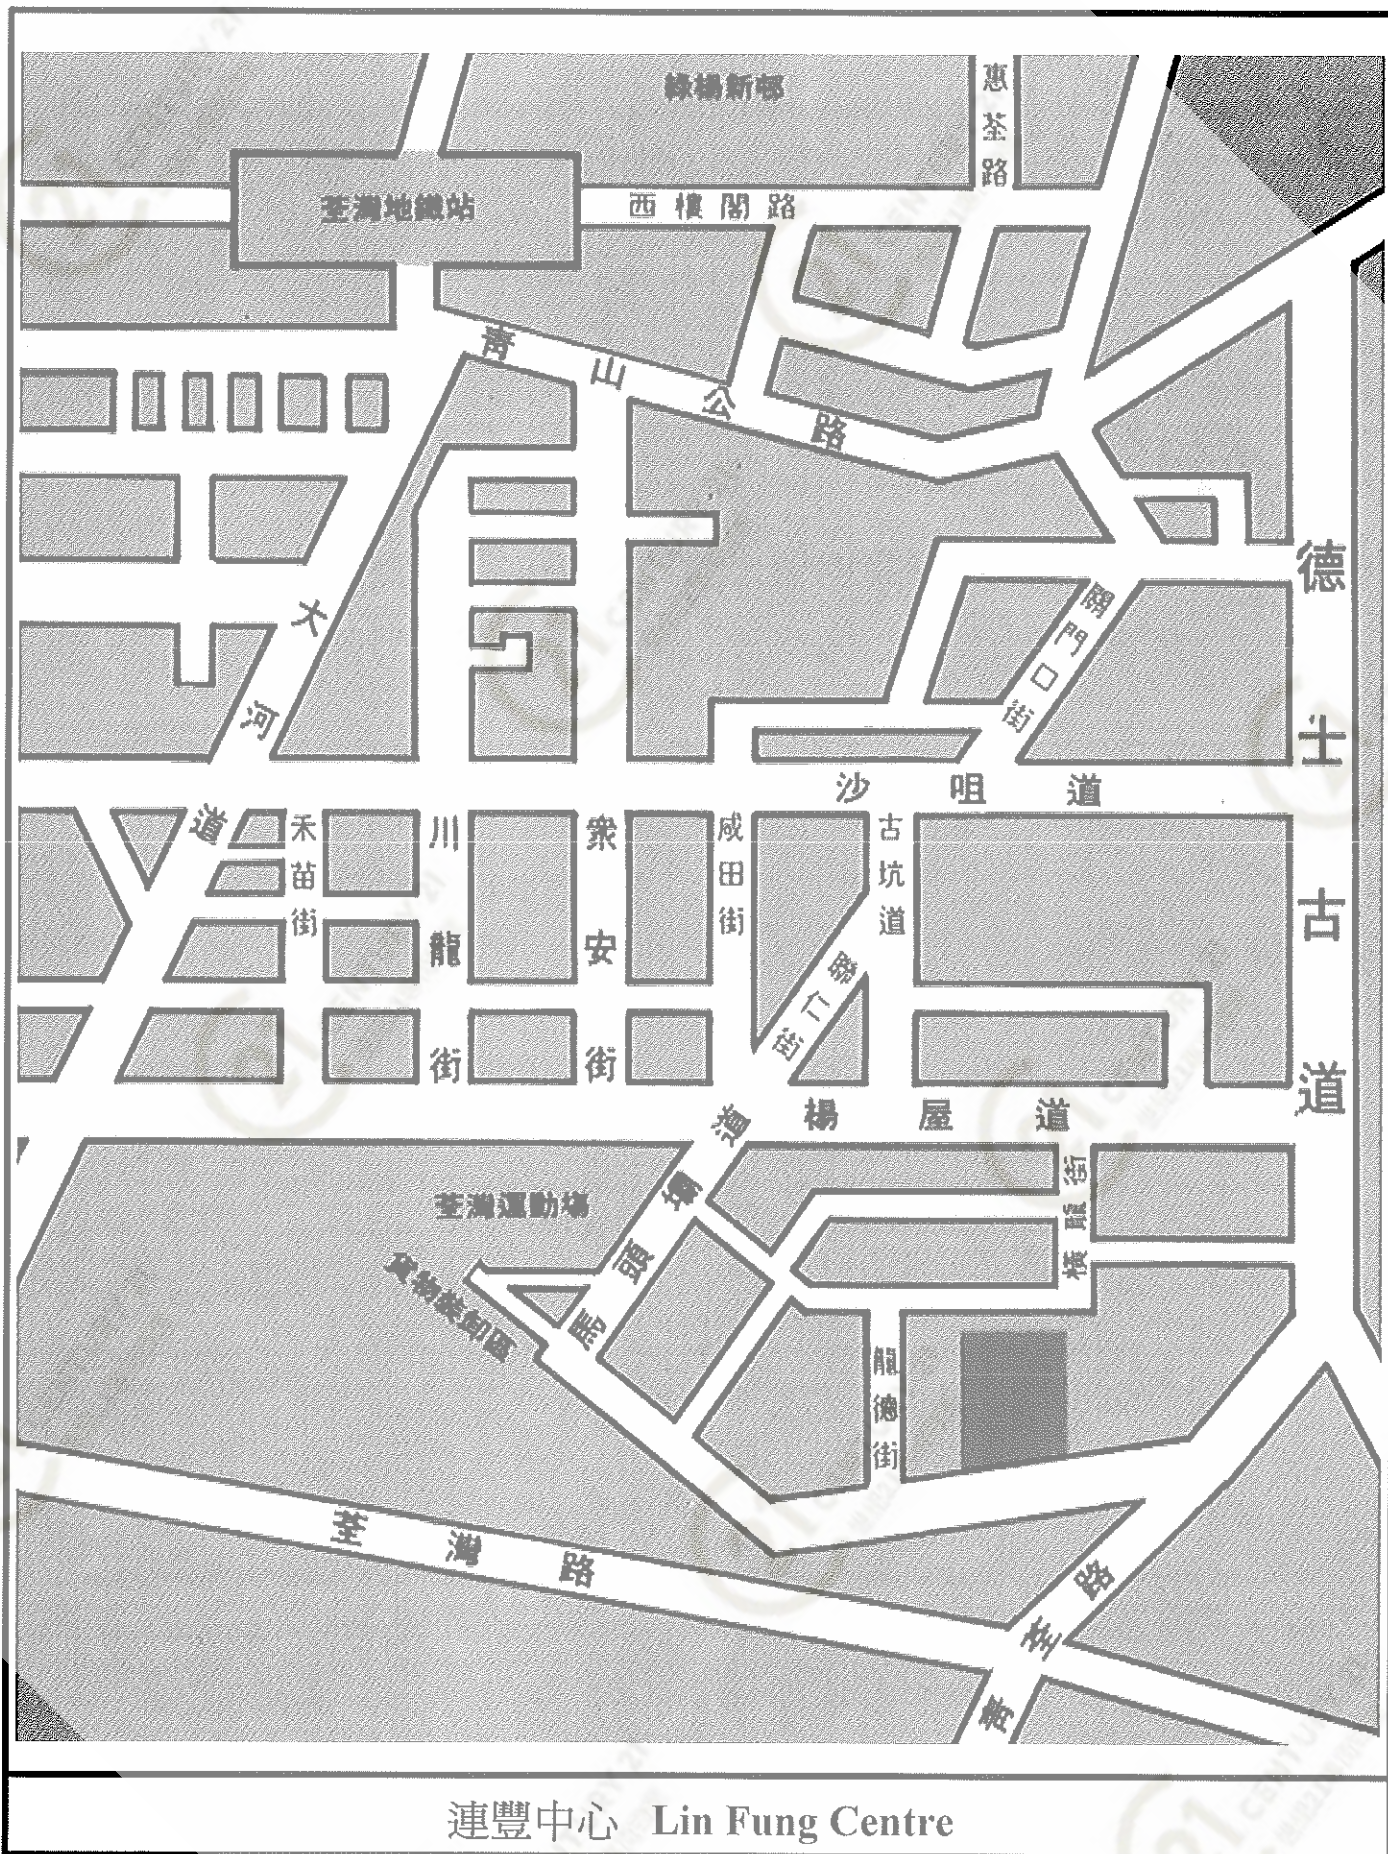 綠楊新邨
惠荃路
荃灣地鐵站
西樓閣路
青山公路
德士古道
大河道
關門口街
沙咀道
禾苗街
川龍街
衆安街
咸田街
古坑道
聯仁街
楊屋道
馬頭壩道
荃灣運動場
貨物裝卸區
橫龍街
龍德街
荃灣路
青荃路
連豐中心 Lin Fung Centre